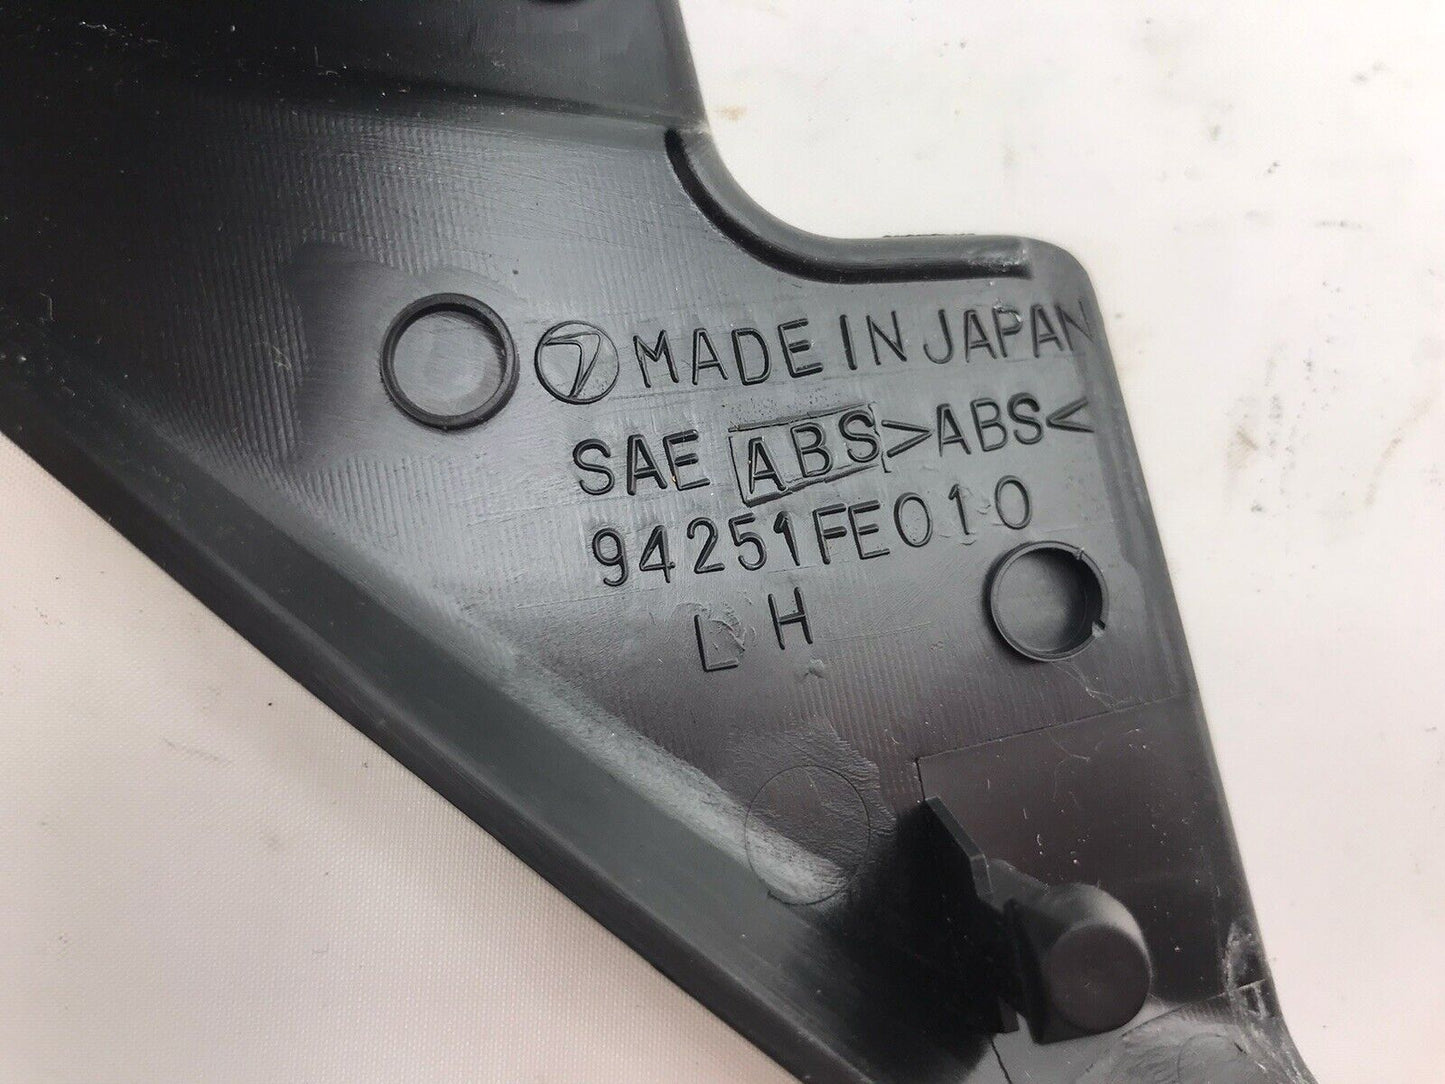 MADE IN JAPAN
SAE ABS >ABS<
94251FE010
LH